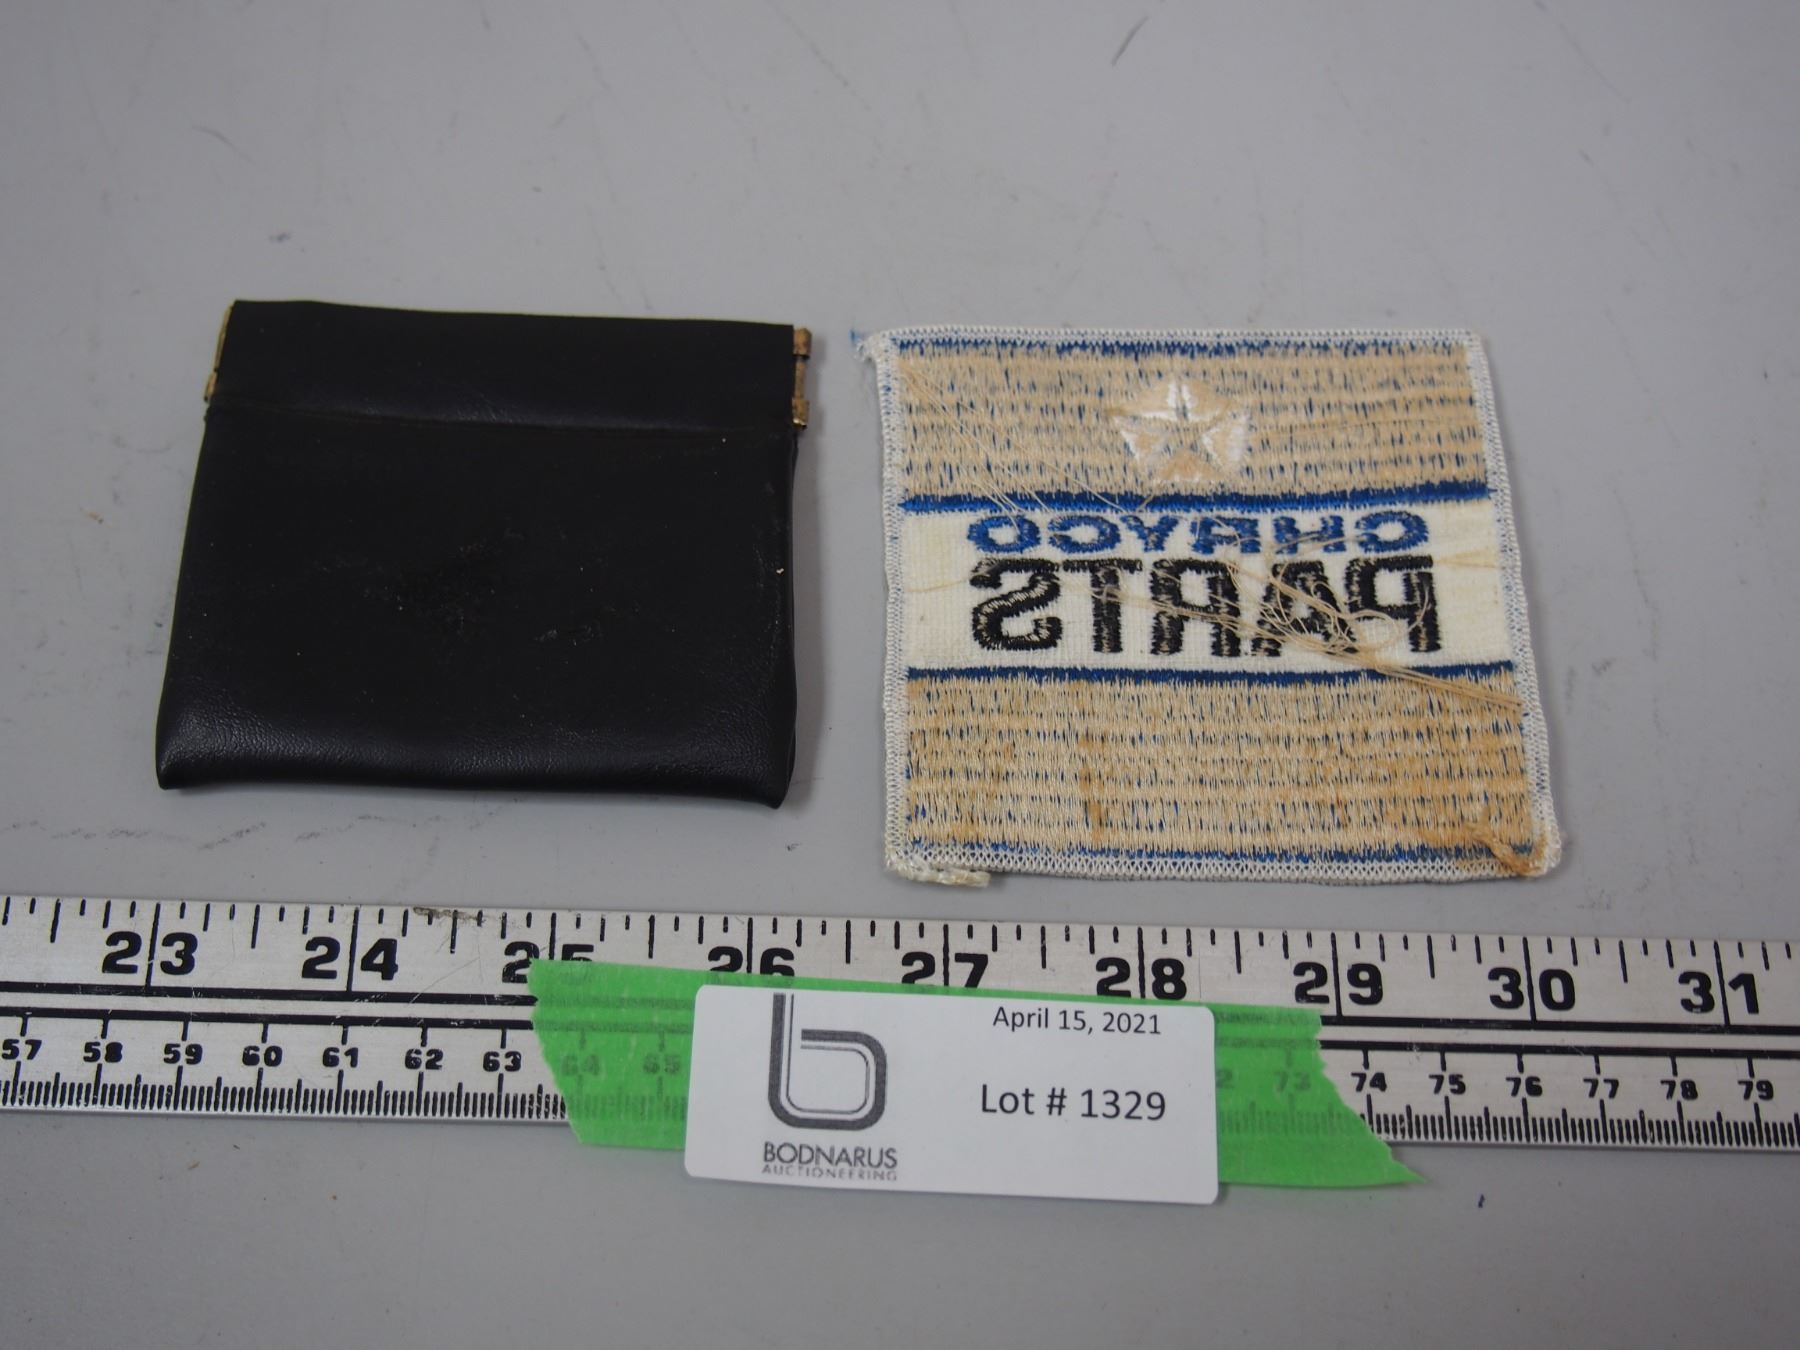 CHRYCO
PARTS
23 24 25 26 27 28 29 30 31
57 58 59 60 61 62 63 64 65 73 74 75 76 77 78 79
April 15, 2021
Lot # 1329
BODNARUS
AUCTIONEERING